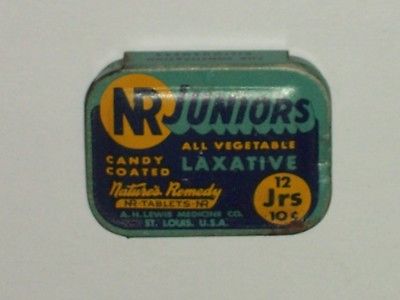 NR JUNIORS
ALL VEGETABLE
CANDY COATED
LAXATIVE
Nature's Remedy
NR-TABLETS-NR
12 Jrs 10¢
A. H. LEWIS MEDICINE CO.
ST. LOUIS, U.S.A.